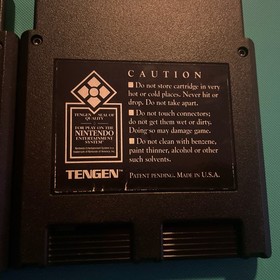 CAUTION
■ Do not store cartridge in very
hot or cold places. Never hit or
drop. Do not take apart.
■ Do not touch connectors;
do not get them wet or dirty.
Doing so may damage game.
■ Do not clean with benzene,
paint thinner, alcohol or other
such solvents.
PATENT PENDING. MADE IN U.S.A.
TENGEN SEAL OF
QUALITY
FOR PLAY ON THE
NINTENDO
ENTERTAINMENT
SYSTEM™
TENGEN™